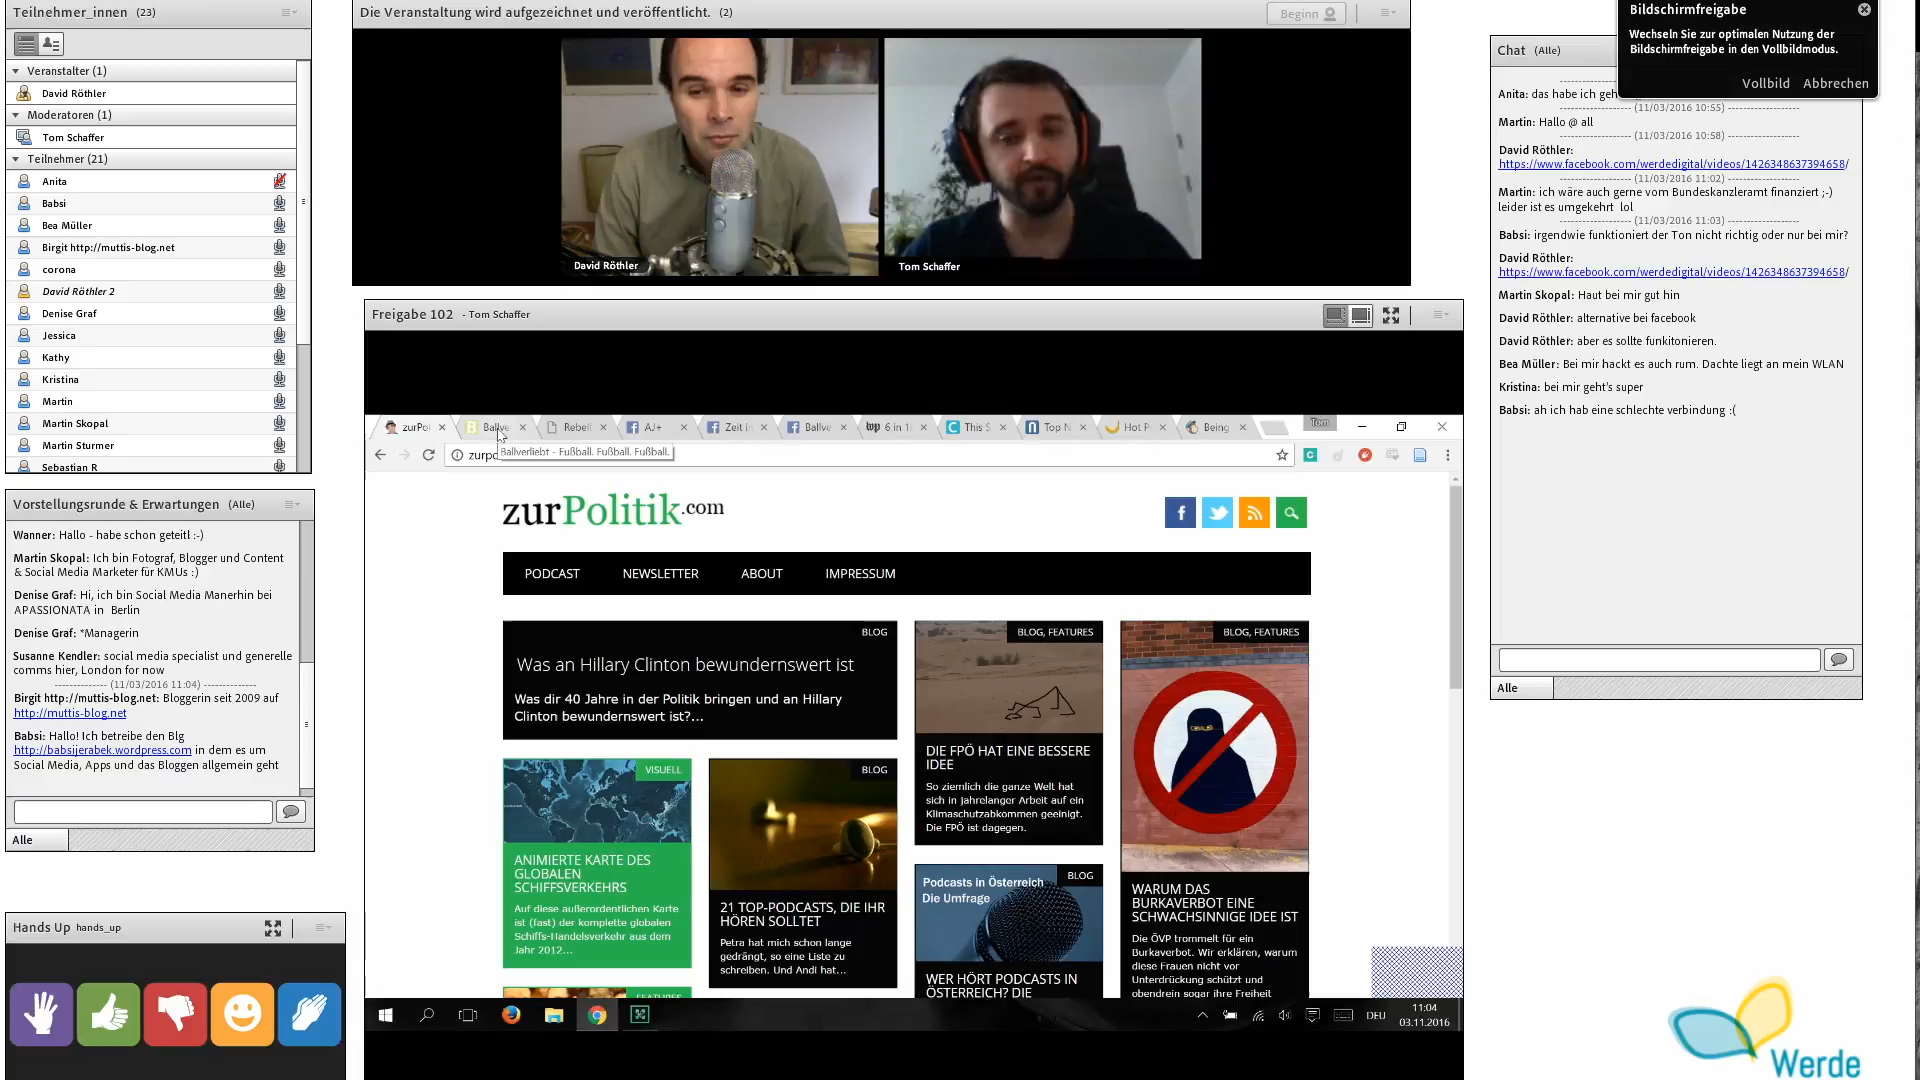 Teilnehmer_innen (23)
Veranstalter (1)
David Röthler
Moderatoren (1)
Tom Schaffer
Teilnehmer (21)
Anita
Babsi
Bea Müller
Birgit http://muttis-blog.net
corona
David Röthler 2
Denise Graf
Jessica
Kathy
Kristina
Martin
Martin Skopal
Martin Sturmer
Sebastian R
Vorstellungsrunde & Erwartungen (Alle)
Wanner: Hallo - habe schon geteitl :-)
Martin Skopal: Ich bin Fotograf, Blogger und Content
& Social Media Marketer für KMUs :)
Denise Graf: Hi, ich bin Social Media Manerhin bei
APASSIONATA in Berlin
Denise Graf: *Managerin
Susanne Kendler: social media specialist und generelle
comms hier, London for now
-------------- (11/03/2016 11:04) -------------
Birgit http://muttis-blog.net: Bloggerin seit 2009 auf
http://muttis-blog.net
Babsi: Hallo! Ich betreibe den Blg
http://babsijerabek.wordpress.com in dem es um
Social Media, Apps und das Bloggen allgemein geht
Alle
Hands Up hands_up
Die Veranstaltung wird aufgezeichnet und veröffentlicht. (2)
Beginn
David Röthler
Tom Schaffer
Freigabe 102 - Tom Schaffer
zurPol
Ballve
Rebell
AJ+
Zeit in
Ballve
6 in 1
This S
Top N
Hot P
Being
Tom
zurpo
Ballverliebt - Fußball. Fußball. Fußball.
zurPolitik.com
PODCAST NEWSLETTER ABOUT IMPRESSUM
BLOG
Was an Hillary Clinton bewundernswert ist
Was dir 40 Jahre in der Politik bringen und an Hillary
Clinton bewundernswert ist?...
VISUELL
ANIMIERTE KARTE DES
GLOBALEN
SCHIFFSVERKEHRS
Auf diese außerordentlichen Karte
ist (fast) der komplette globalen
Schiffs-Handelsverkehr aus dem
Jahr 2012...
FEATURES
BLOG
21 TOP-PODCASTS, DIE IHR
HÖREN SOLLTET
Petra hat mich schon lange
gedrängt, so eine Liste zu
schreiben. Und Andi hat...
BLOG, FEATURES
DIE FPÖ HAT EINE BESSERE
IDEE
So ziemlich die ganze Welt hat
sich in jahrelanger Arbeit auf ein
Klimaschutzabkommen geeinigt.
Die FPÖ ist dagegen.
BLOG
Podcasts in Österreich
Die Umfrage
WER HÖRT PODCASTS IN
ÖSTERREICH? DIE
BLOG, FEATURES
WARUM DAS
BURKAVERBOT EINE
SCHWACHSINNIGE IDEE IST
Die ÖVP trommelt für ein
Burkaverbot. Wir erklären, warum
diese Frauen nicht vor
Unterdrückung schützt und
obendrein sogar ihre Freiheit
DEU
11:04
03.11.2016
Bildschirmfreigabe
Wechseln Sie zur optimalen Nutzung der
Bildschirmfreigabe in den Vollbildmodus.
Vollbild Abbrechen
Chat (Alle)
Anita: das habe ich geh
------------------ (11/03/2016 10:55) ------------------
Martin: Hallo @ all
------------------ (11/03/2016 10:58) ------------------
David Röthler:
https://www.facebook.com/werdedigital/videos/1426348637394658/
------------------ (11/03/2016 11:02) ------------------
Martin: ich wäre auch gerne vom Bundeskanzleramt finanziert ;-)
leider ist es umgekehrt lol
------------------ (11/03/2016 11:03) ------------------
Babsi: irgendwie funktioniert der Ton nicht richtig oder nur bei mir?
David Röthler:
https://www.facebook.com/werdedigital/videos/1426348637394658/
Martin Skopal: Haut bei mir gut hin
David Röthler: alternative bei facebook
David Röthler: aber es sollte funkitonieren.
Bea Müller: Bei mir hackt es auch rum. Dachte liegt an mein WLAN
Kristina: bei mir geht's super
Babsi: ah ich hab eine schlechte verbindung :(
Alle
Werde